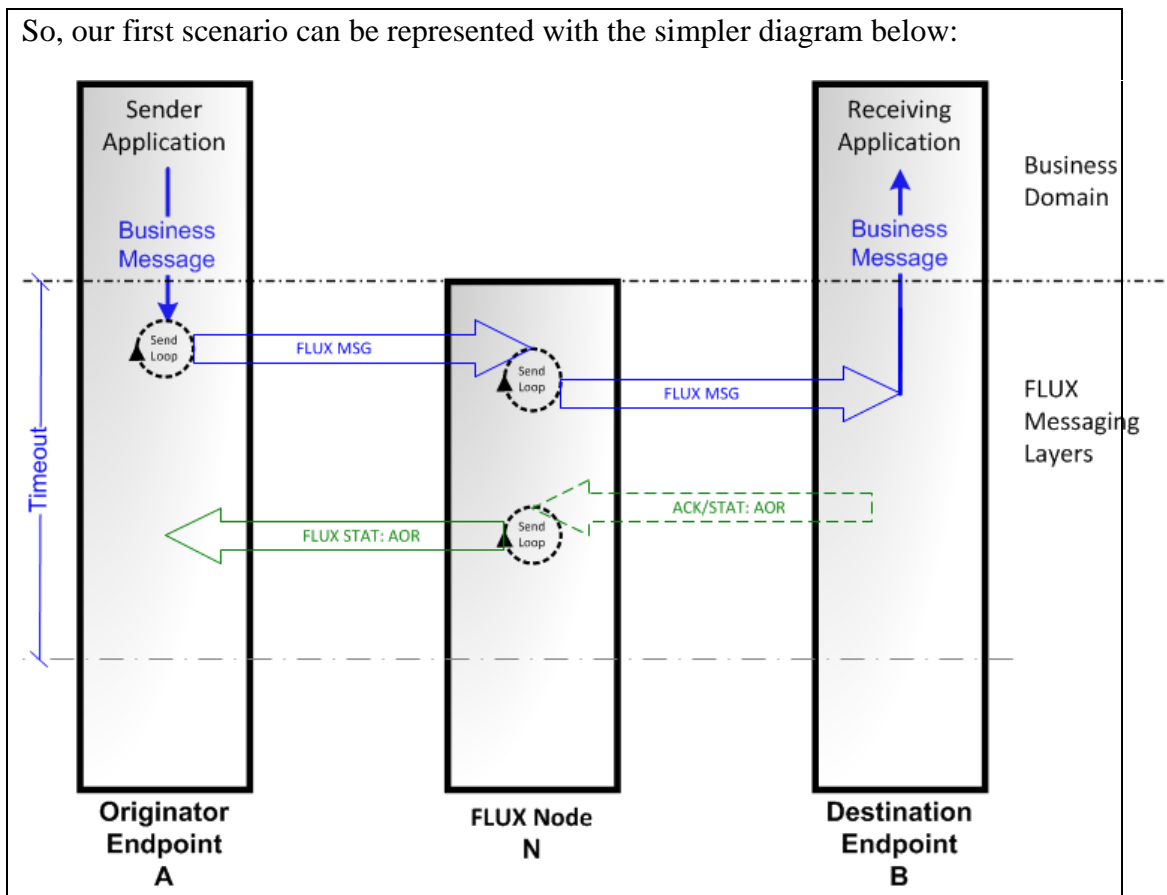 So, our first scenario can be represented with the simpler diagram below:
Sender
Application
Business
Message
Receiving
Application
Business
Message
Business
Domain
Send
Loop
FLUX MSG
Send
Loop
FLUX MSG
FLUX
Messaging
Layers
Timeout
ACK/STAT: AOR
Send
Loop
FLUX STAT: AOR
Originator
Endpoint
A
FLUX Node
N
Destination
Endpoint
B